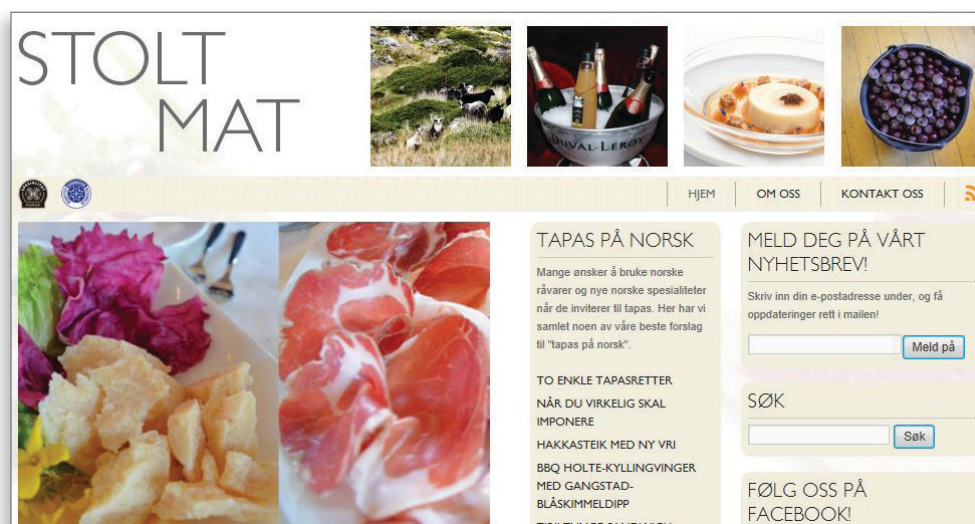 STOLT
MAT
DUVAL-LEROY
HJEM
OM OSS
KONTAKT OSS
TAPAS PÅ NORSK
Mange ønsker å bruke norske
råvarer og nye norske spesialiteter
når de inviterer til tapas. Her har vi
samlet noen av våre beste forslag
til "tapas på norsk".
TO ENKLE TAPASRETTER
NÅR DU VIRKELIG SKAL
IMPONERE
HAKKASTEIK MED NY VRI
BBQ HOLTE-KYLLINGVINGER
MED GANGSTAD-
BLÅSKIMMELDIPP
MELD DEG PÅ VÅRT
NYHETSBREV!
Skriv inn din e-postadresse under, og få
oppdateringer rett i mailen!
Meld på
SØK
Søk
FØLG OSS PÅ
FACEBOOK!